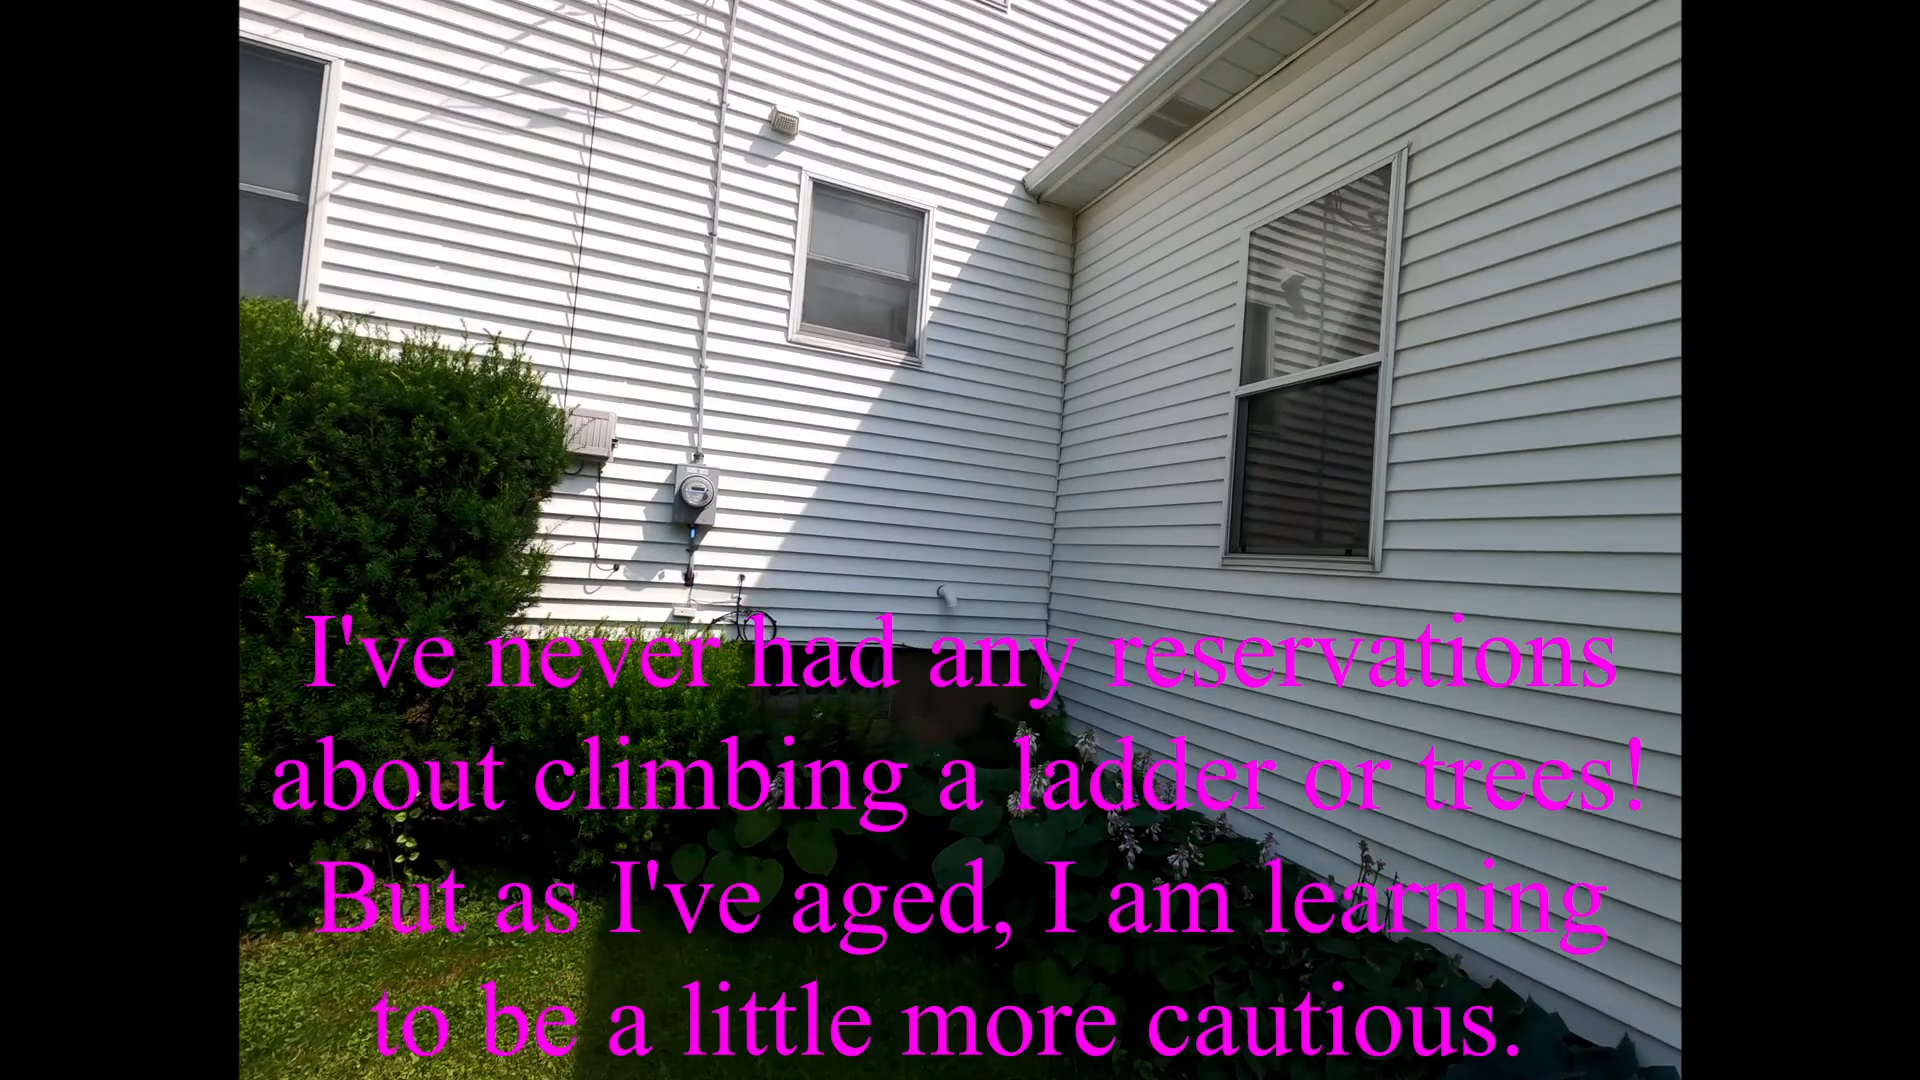 I've never had any reservations
about climbing a ladder or trees!
But as I've aged, I am learning
to be a little more cautious.